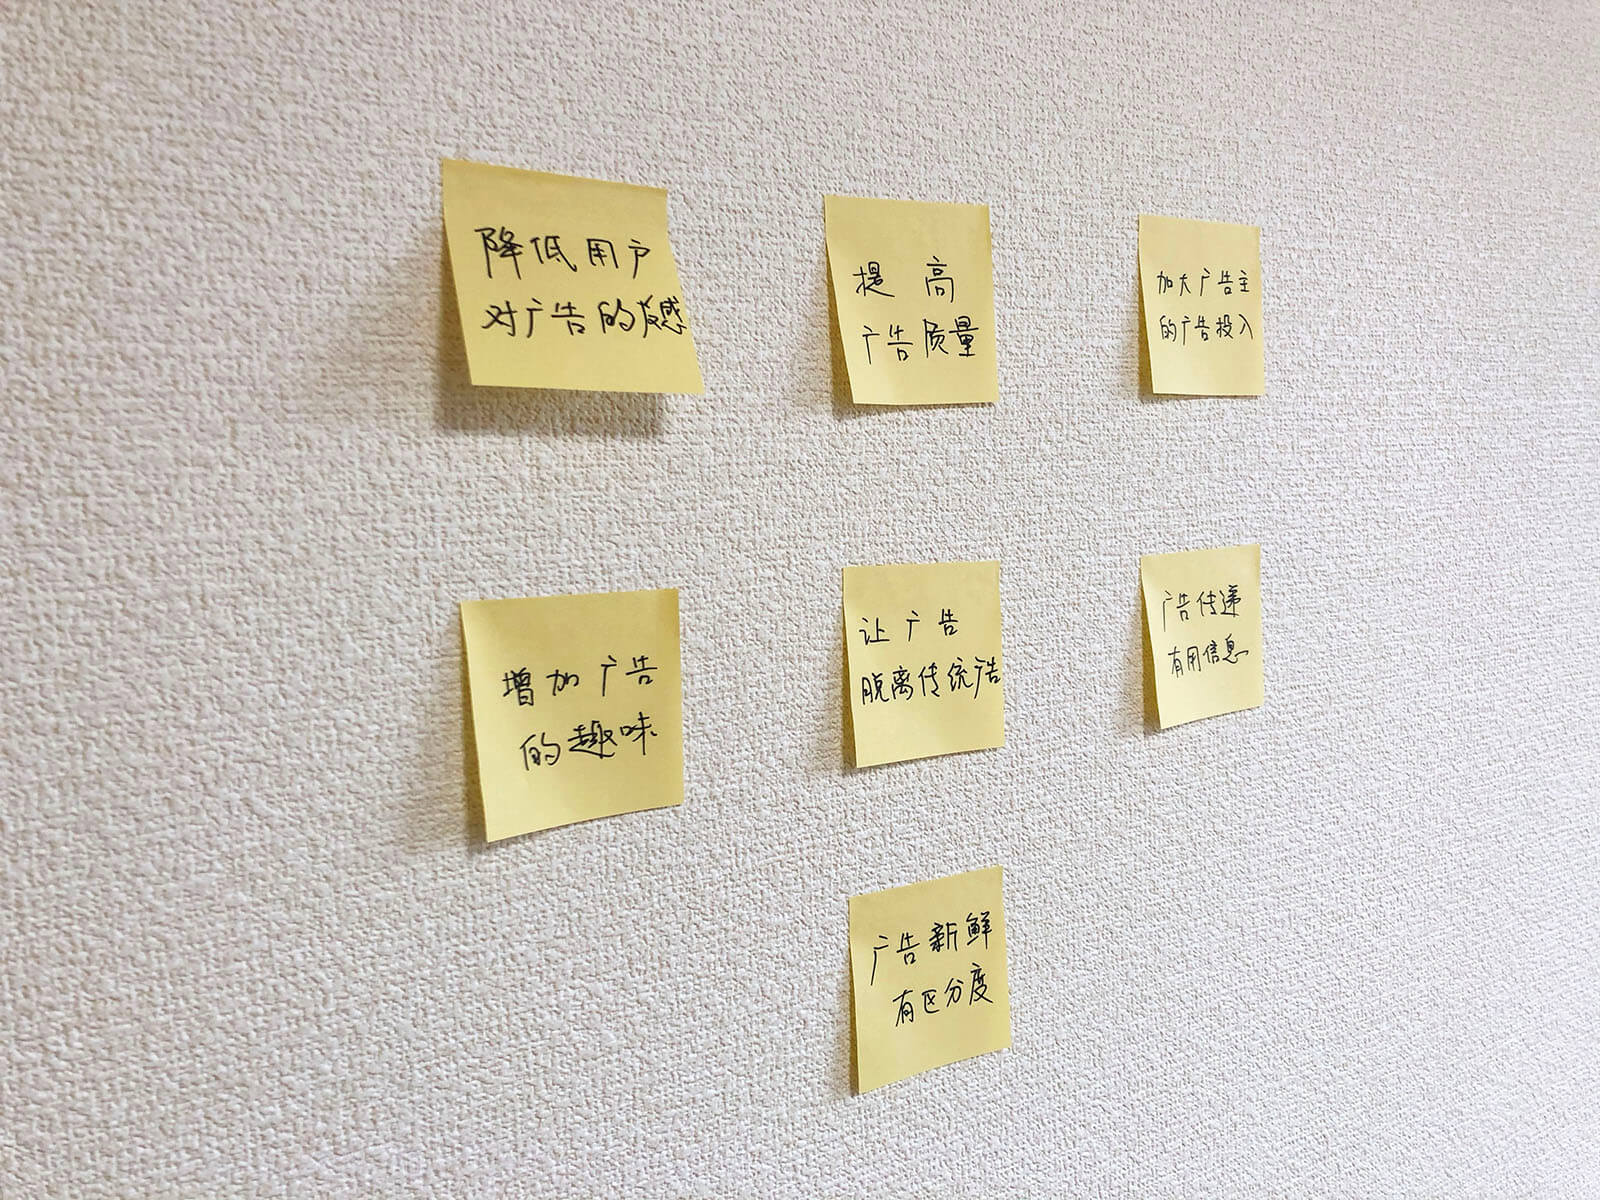 降低用户
对广告的反感
提高
广告质量
加大广告主
的广告投入
增加广告
的趣味
让广告
脱离传统广告
广告传递
有用信息
广告新鲜
有区分度